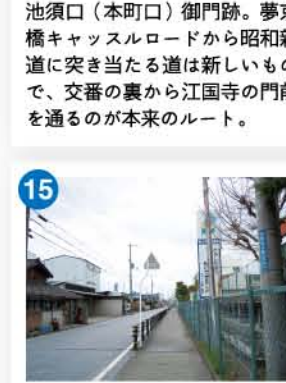 池須口（本町口）御門跡。夢京
橋キャッスルロードから昭和新
道に突き当たる道は新しいもの
で、交番の裏から江国寺の門前
を通るのが本来のルート。
15